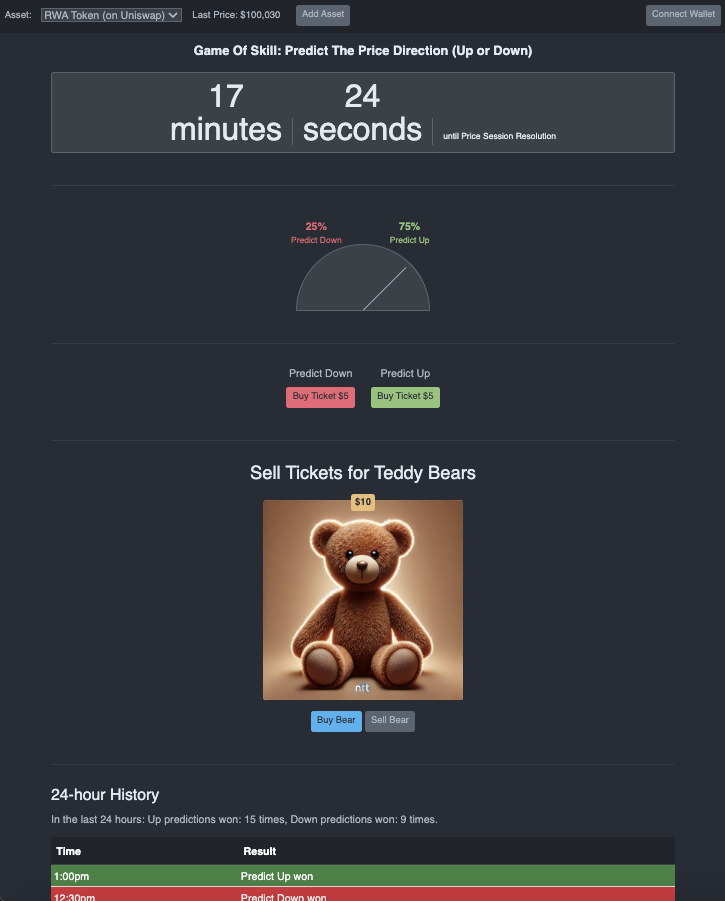 Asset: RWA Token (on Uniswap) Last Price: $100,030 Add Asset Connect Wallet
Game Of Skill: Predict The Price Direction (Up or Down)
17 24
minutes seconds until Price Session Resolution
25% 75%
Predict Down Predict Up
Predict Down Predict Up
Buy Ticket $5 Buy Ticket $5
Sell Tickets for Teddy Bears
$10
Buy Bear Sell Bear
24-hour History
In the last 24 hours: Up predictions won: 15 times, Down predictions won: 9 times.
Time Result
1:00pm Predict Up won
12:30pm Predict Down won